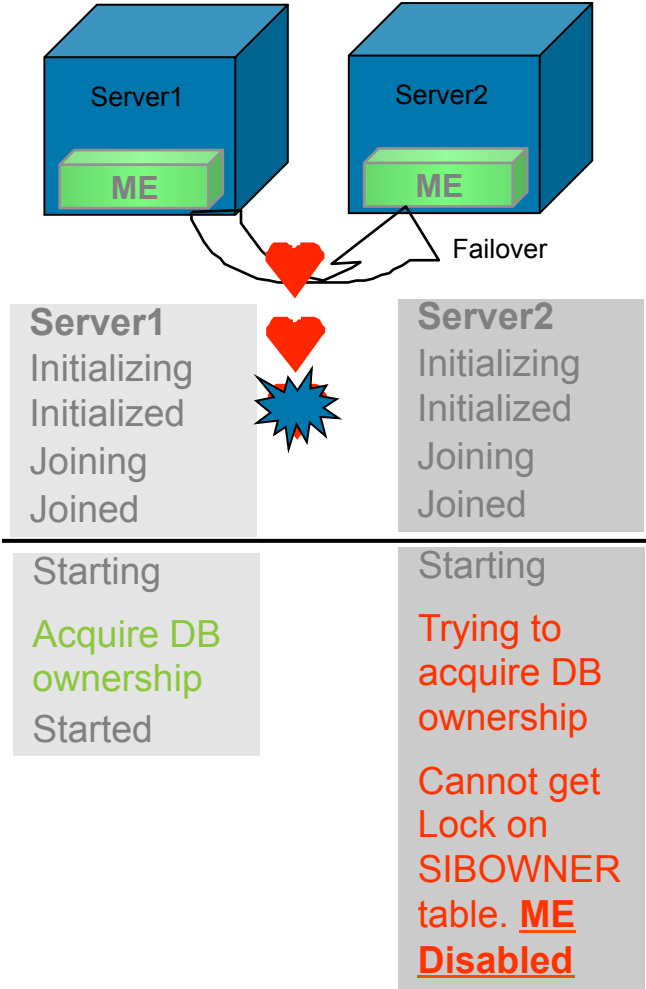 Server1
Server2
ME
ME
Failover
Server1
Initializing
Initialized
Joining
Joined
Starting
Acquire DB
ownership
Started
Server2
Initializing
Initialized
Joining
Joined
Starting
Trying to
acquire DB
ownership
Cannot get
Lock on
SIBOWNER
table. ME
Disabled